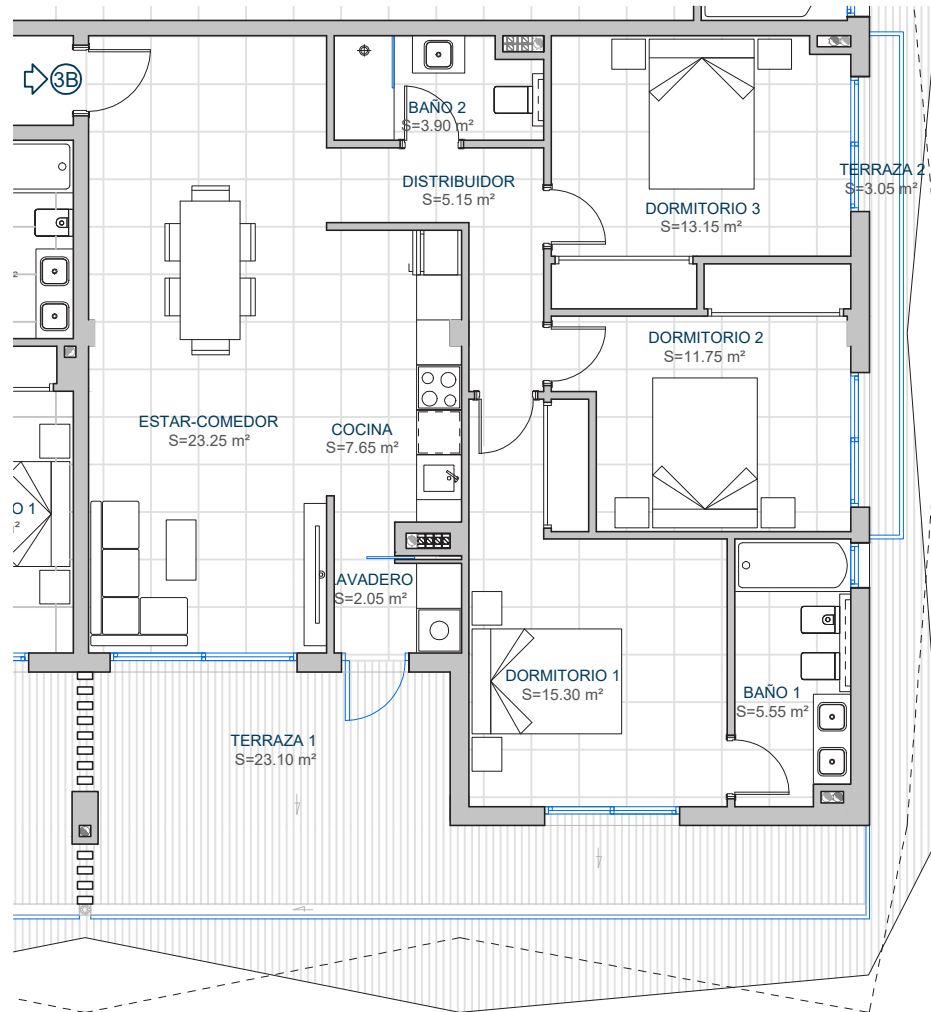 3B
BAÑO 2
S=3.90 m²
DISTRIBUIDOR
S=5.15 m²
DORMITORIO 3
S=13.15 m²
TERRAZA 2
S=3.05 m²
DORMITORIO 2
S=11.75 m²
ESTAR-COMEDOR
S=23.25 m²
COCINA
S=7.65 m²
O 1
AVADERO
S=2.05 m²
DORMITORIO 1
S=15.30 m²
BAÑO 1
S=5.55 m²
TERRAZA 1
S=23.10 m²